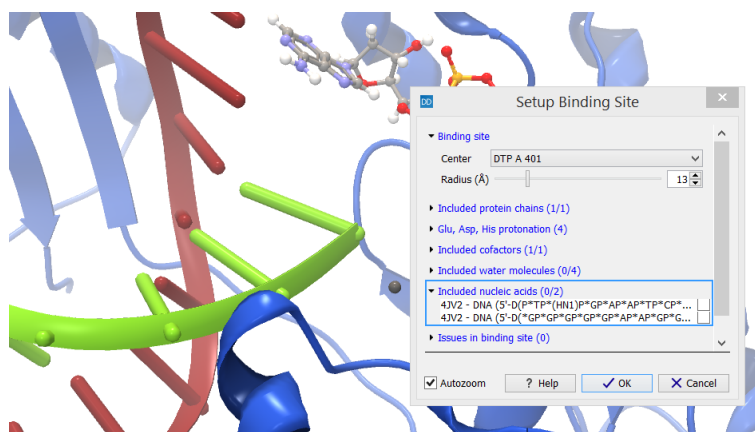 DD Setup Binding Site
Binding site
Center DTP A 401
Radius (Å) 13
Included protein chains (1/1)
Glu, Asp, His protonation (4)
Included cofactors (1/1)
Included water molecules (0/4)
Included nucleic acids (0/2)
4JV2 - DNA (5'-D(P*TP*(HN1)P*GP*AP*AP*TP*CP*...
4JV2 - DNA (5'-D(*GP*GP*GP*GP*GP*AP*AP*GP*G...
Issues in binding site (0)
Autozoom ? Help OK Cancel